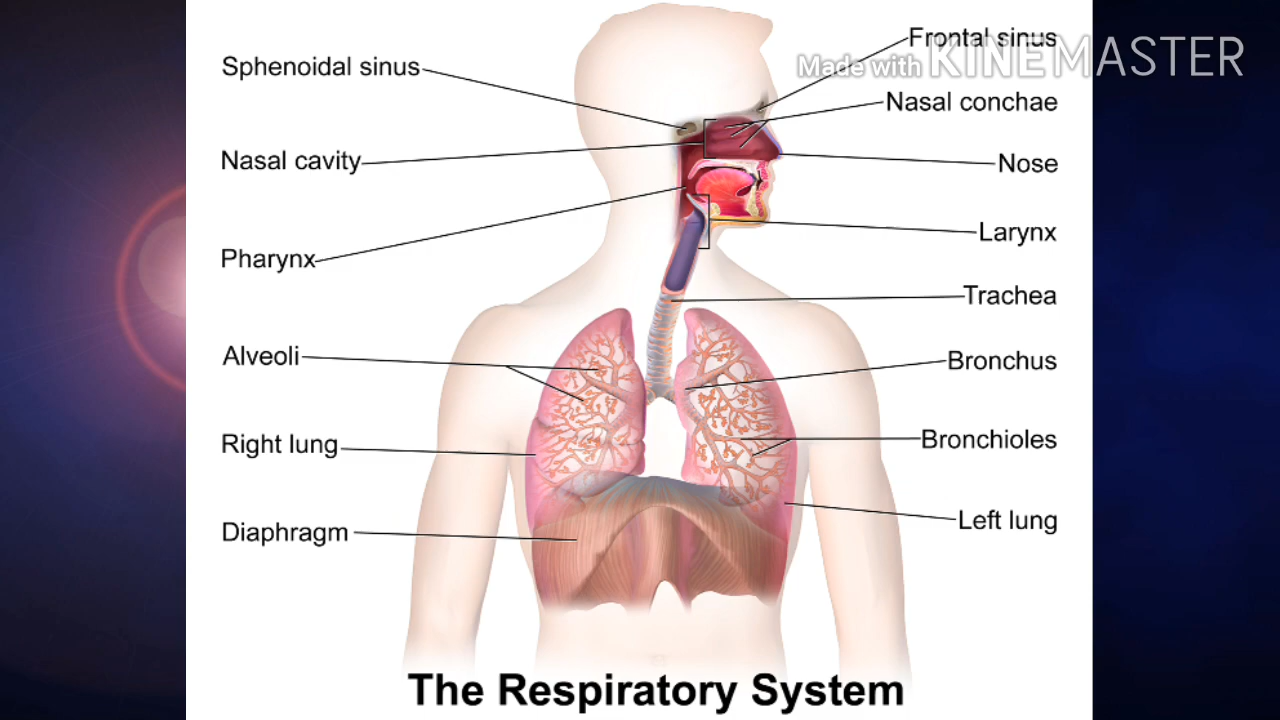 Frontal sinus
Made with KINEMASTER
Sphenoidal sinus
Nasal conchae
Nasal cavity
Nose
Larynx
Pharynx
Trachea
Alveoli
Bronchus
Right lung
Bronchioles
Left lung
Diaphragm
The Respiratory System